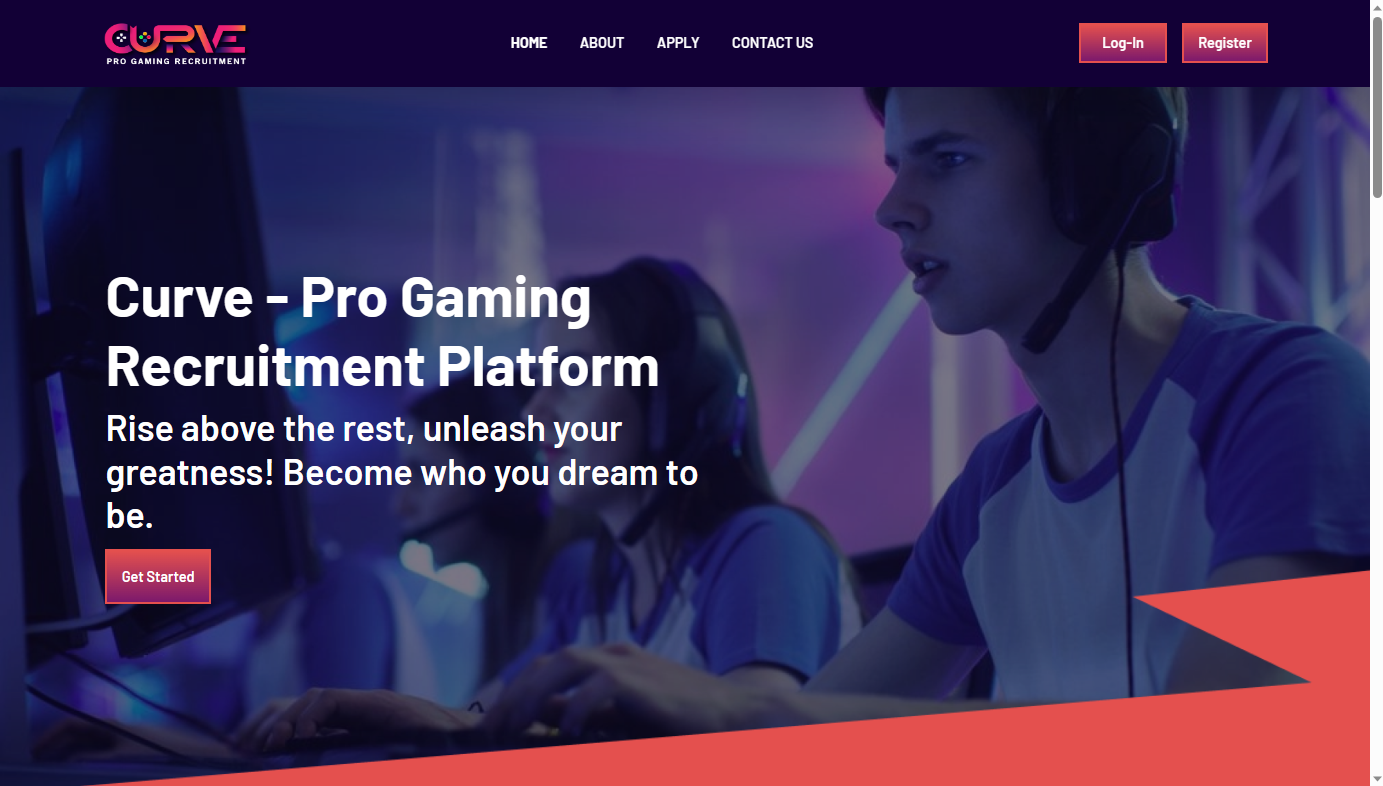 CURVE
PRO GAMING RECRUITMENT
HOME ABOUT APPLY CONTACT US
Log-In Register
Curve - Pro Gaming
Recruitment Platform
Rise above the rest, unleash your
greatness! Become who you dream to
be.
Get Started